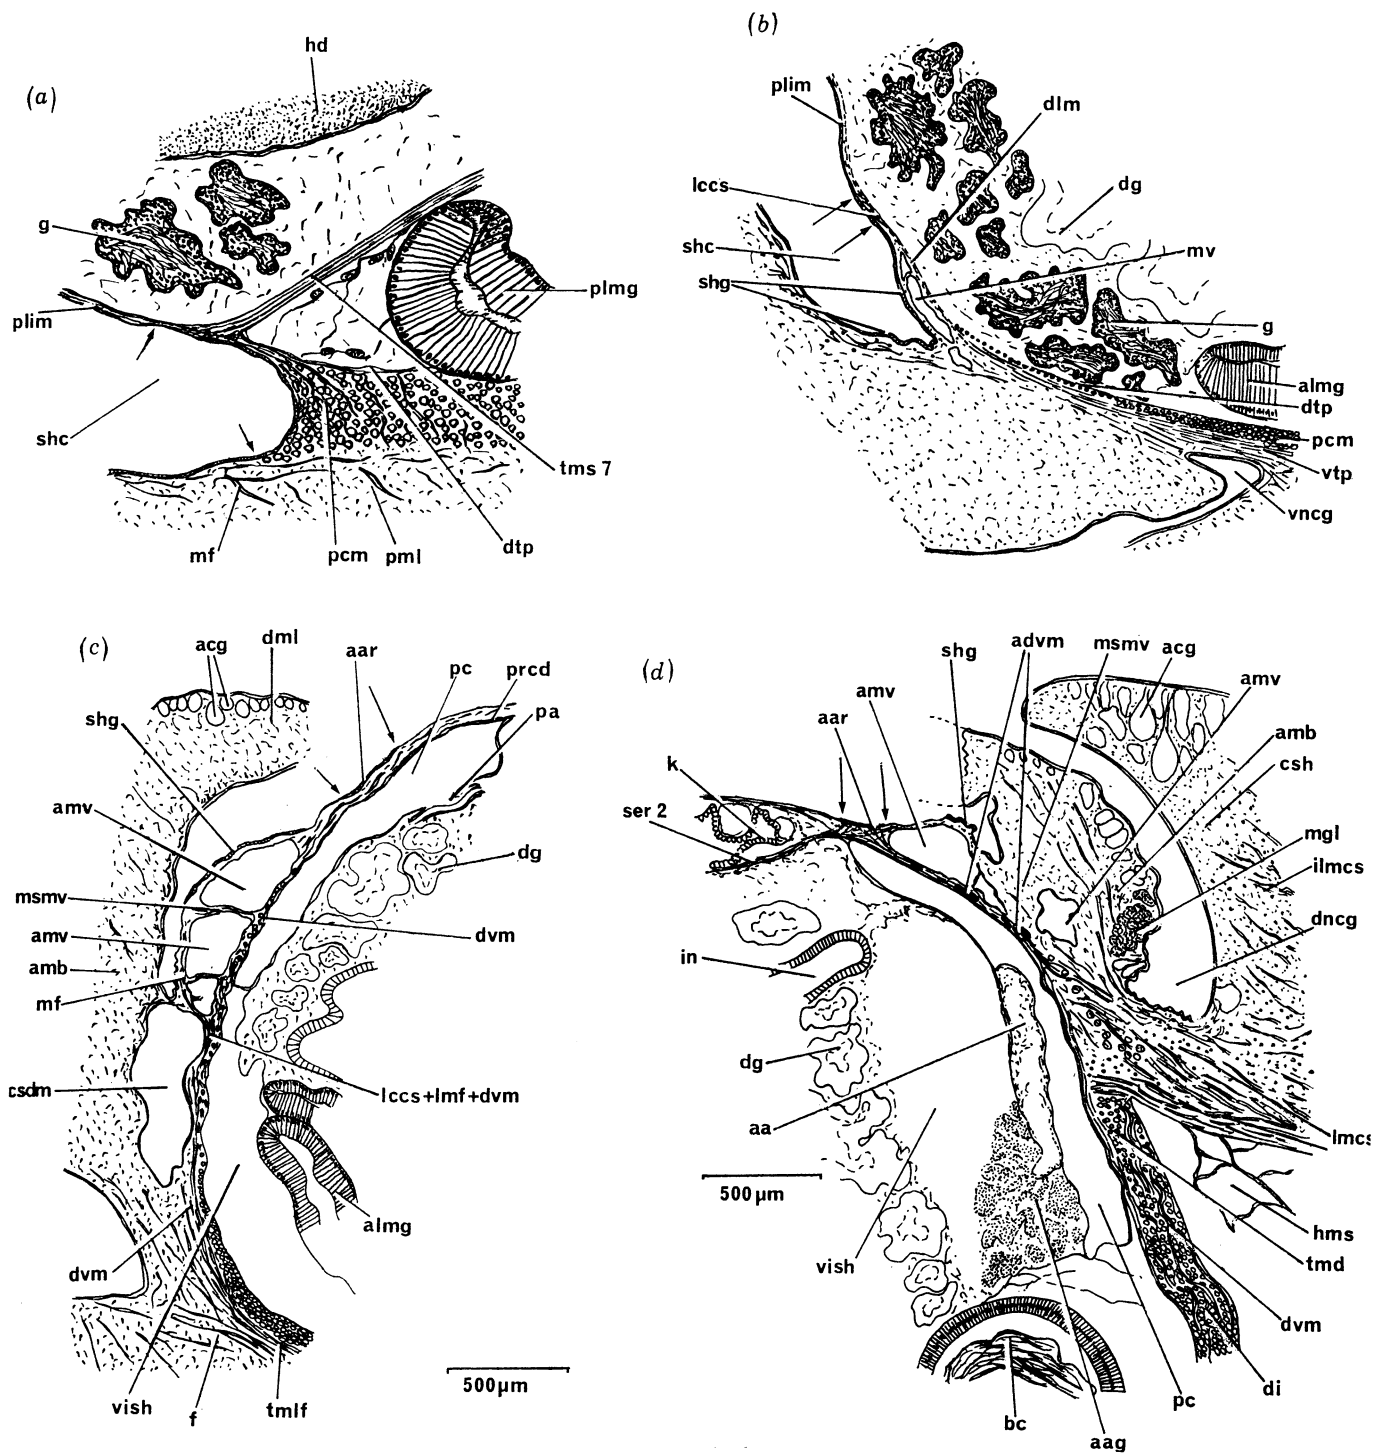 (a)
hd
g
plim
shc
plmg
tms 7
mf
pcm
pml
dtp
(b)
plim
dlm
lccs
dg
shc
mv
shg
g
almg
dtp
pcm
vtp
vncg
(c)
acg
dml
aar
pc
prcd
shg
pa
amv
dg
msmv
amv
dvm
amb
mf
csdm
lccs+lmf+dvm
almg
dvm
vish
f
tmlf
500µm
(d)
shg
advm
msmv
acg
amv
amv
aar
amb
k
csh
ser 2
mgl
ilmcs
dncg
in
dg
aa
lmcs
500µm
hms
vish
tmd
dvm
di
pc
bc
aag